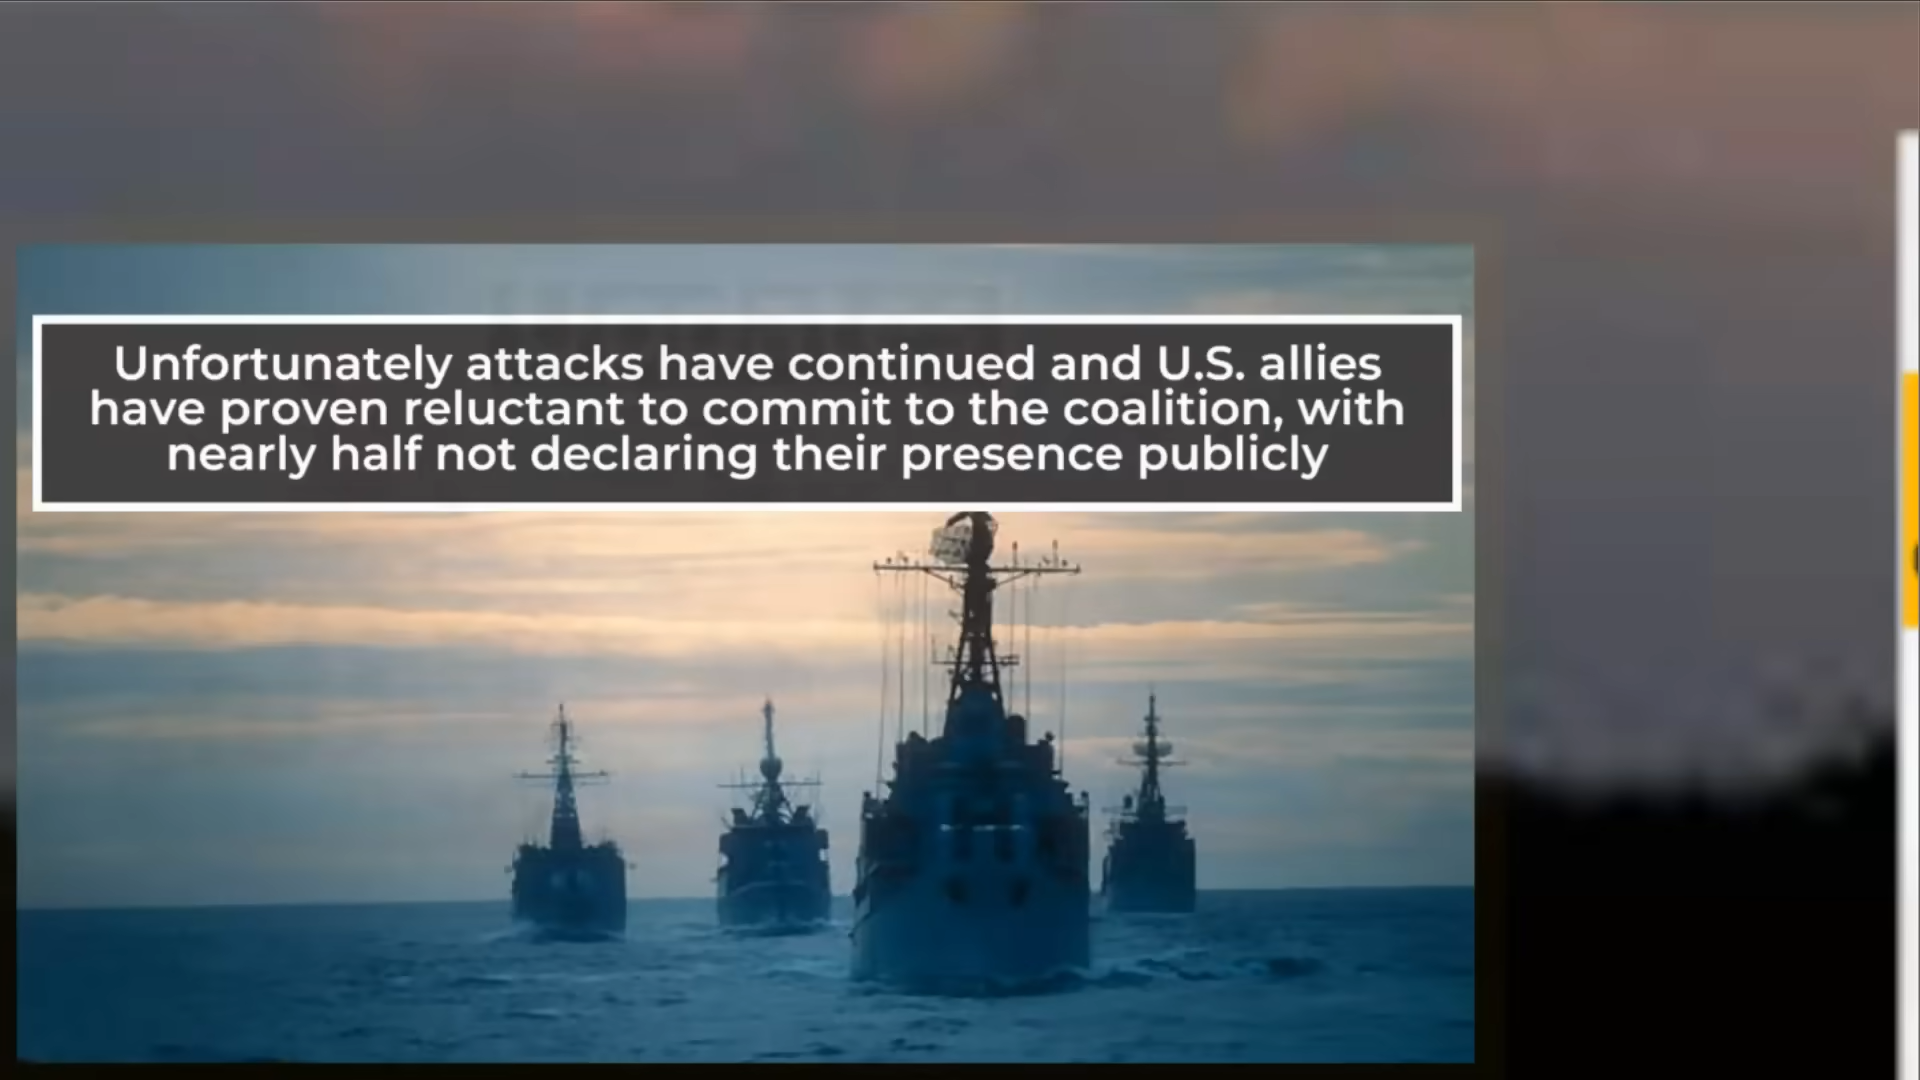 Unfortunately attacks have continued and U.S. allies
have proven reluctant to commit to the coalition, with
nearly half not declaring their presence publicly